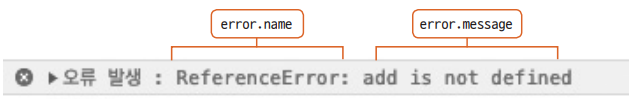 error.name error.message
오류 발생 : ReferenceError: add is not defined